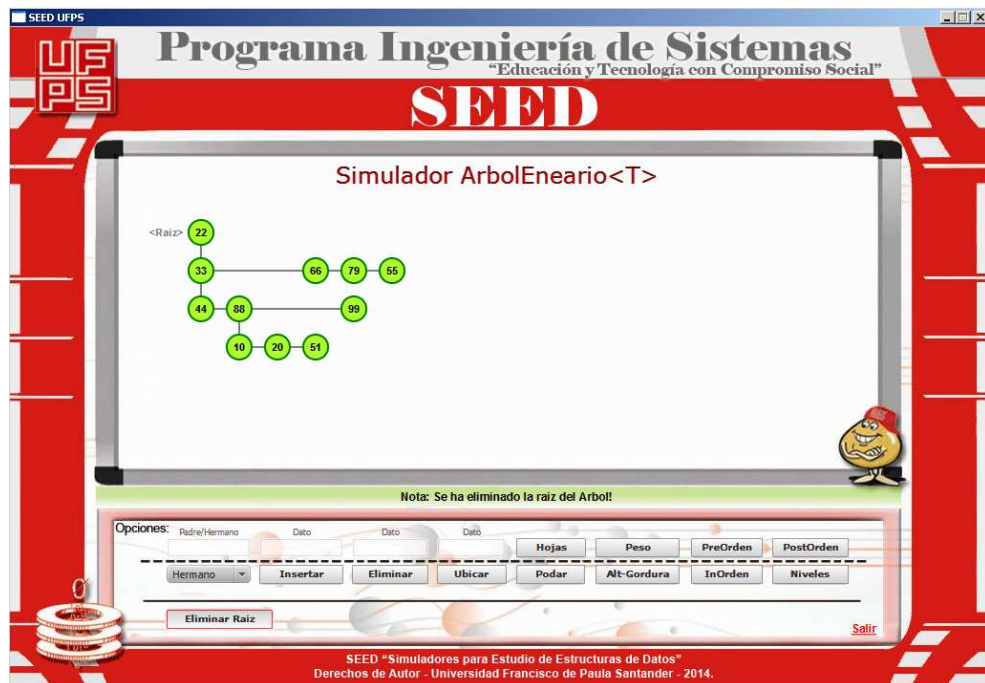 SEED UFPS
UFPS
Programa Ingeniería de Sistemas
"Educación y Tecnología con Compromiso Social"
SEED
Simulador ArbolEneario<T>
<Raiz> 22
33 66 79 55
44 88 99
10 20 51
Nota: Se ha eliminado la raiz del Arbol!
Opciones: Padre/Hermano Dato Dato Dato
Hojas Peso PreOrden PostOrden
Hermano Insertar Eliminar Ubicar Podar Alt-Gordura InOrden Niveles
Eliminar Raiz
Salir
SEED "Simuladores para Estudio de Estructuras de Datos"
Derechos de Autor - Universidad Francisco de Paula Santander - 2014.